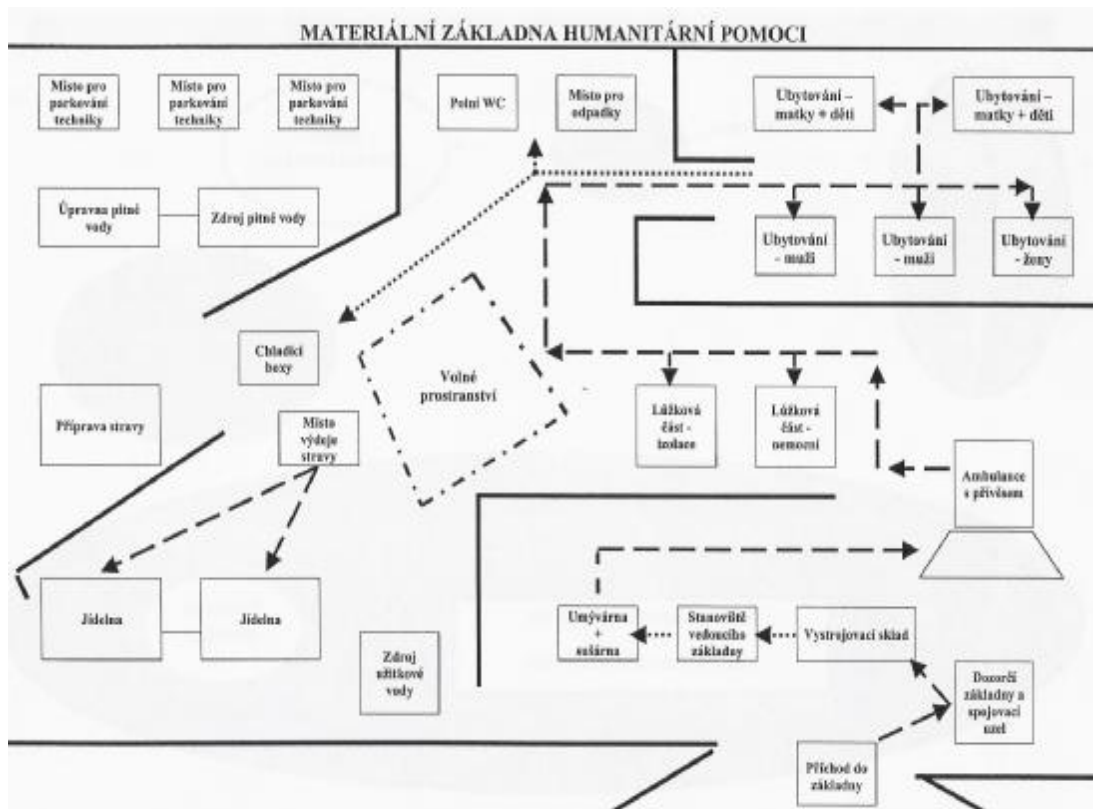 MATERIÁLNÍ ZÁKLADNA HUMANITÁRNÍ POMOCI
Místo pro
parkování
techniky
Místo pro
parkování
techniky
Místo pro
parkování
techniky
Polní WC
Místo pro
odpadky
Ubytování –
matky + děti
Ubytování –
matky + děti
Úpravna pitné
vody
Zdroj pitné vody
Ubytování
- muži
Ubytování
- muži
Ubytování
- ženy
Chladící
boxy
Volné
prostranství
Příprava stravy
Místo
výdeje
stravy
Lůžková
část -
izolace
Lůžková
část -
nemocní
Ambulance
s přívěsem
Jídelna
Jídelna
Umývárna
+
sušárna
Stanoviště
vedoucího
základny
Vystrojovací sklad
Zdroj
užitkové
vody
Dozorčí
základny a
spojovací
uzel
Příchod do
základny